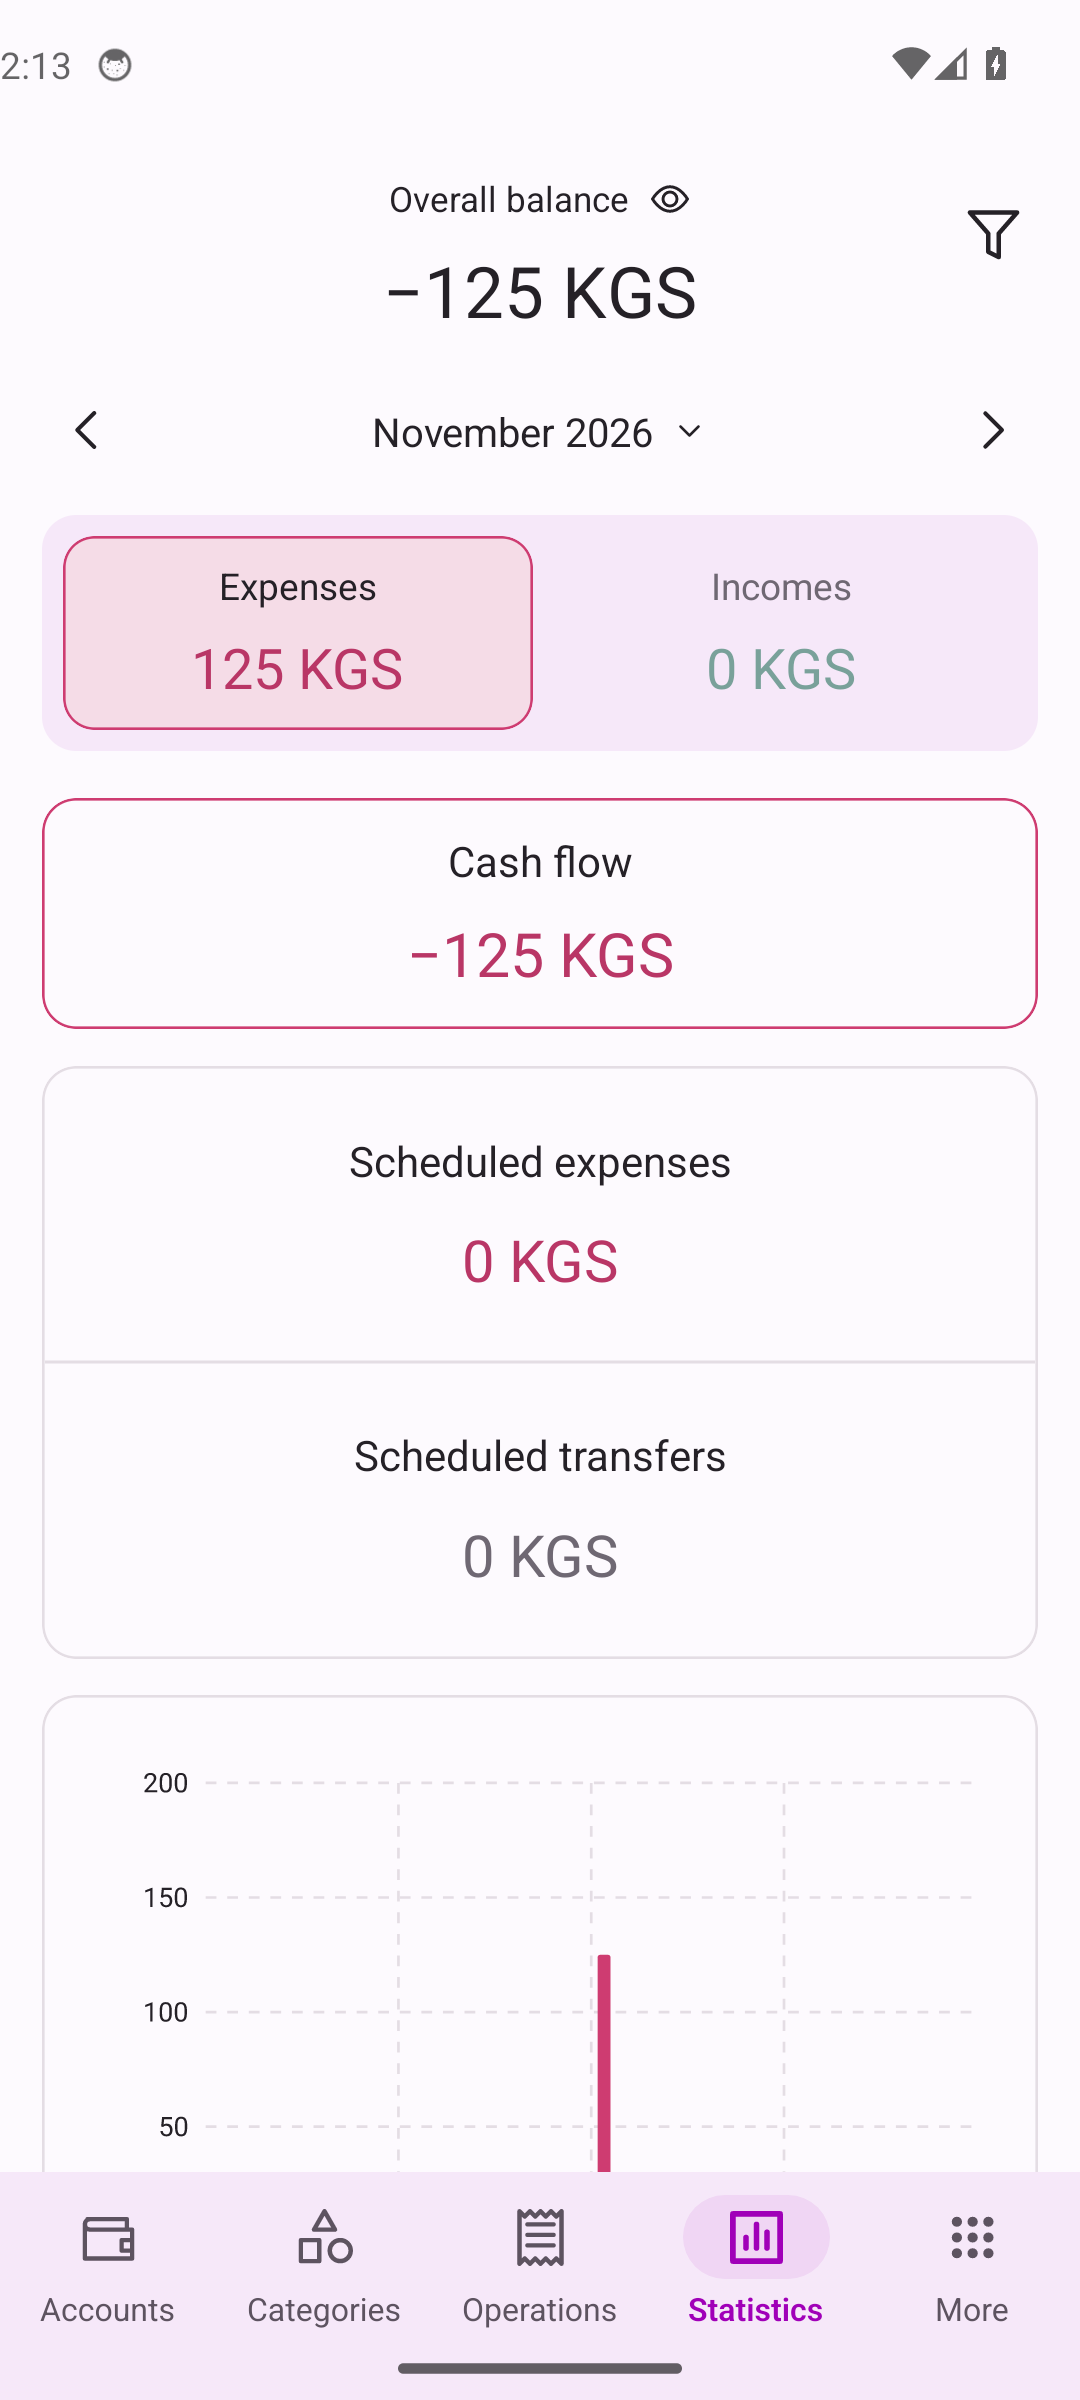 2:13
Overall balance
−125 KGS
November 2026
Expenses
125 KGS
Incomes
0 KGS
Cash flow
−125 KGS
Scheduled expenses
0 KGS
Scheduled transfers
0 KGS
200
150
100
50
Accounts
Categories
Operations
Statistics
More